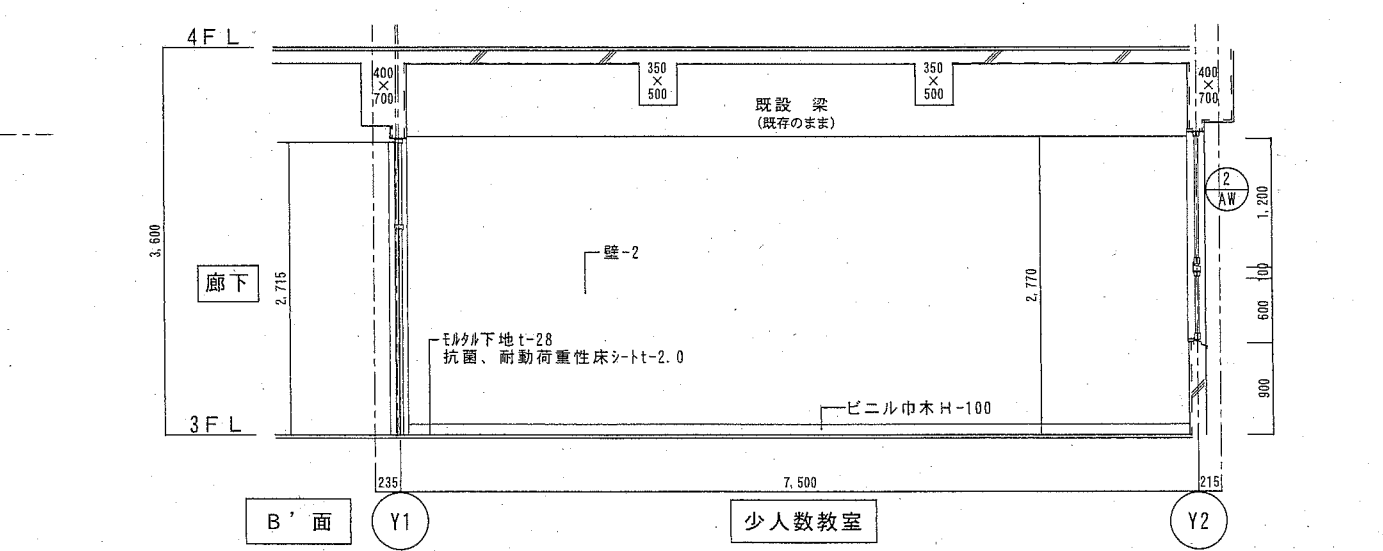 4FL
400
×
700
350
×
500
350
×
500
400
×
700
既設 梁
(既存のまま)
2
AW
1,200
3,600
壁-2
廊下
2,715
2,770
100
600
モルタル下地t-28
抗菌、耐動荷重性床シートt-2.0
900
ビニル巾木H-100
3FL
235
7,500
215
B'面
Y1
少人数教室
Y2